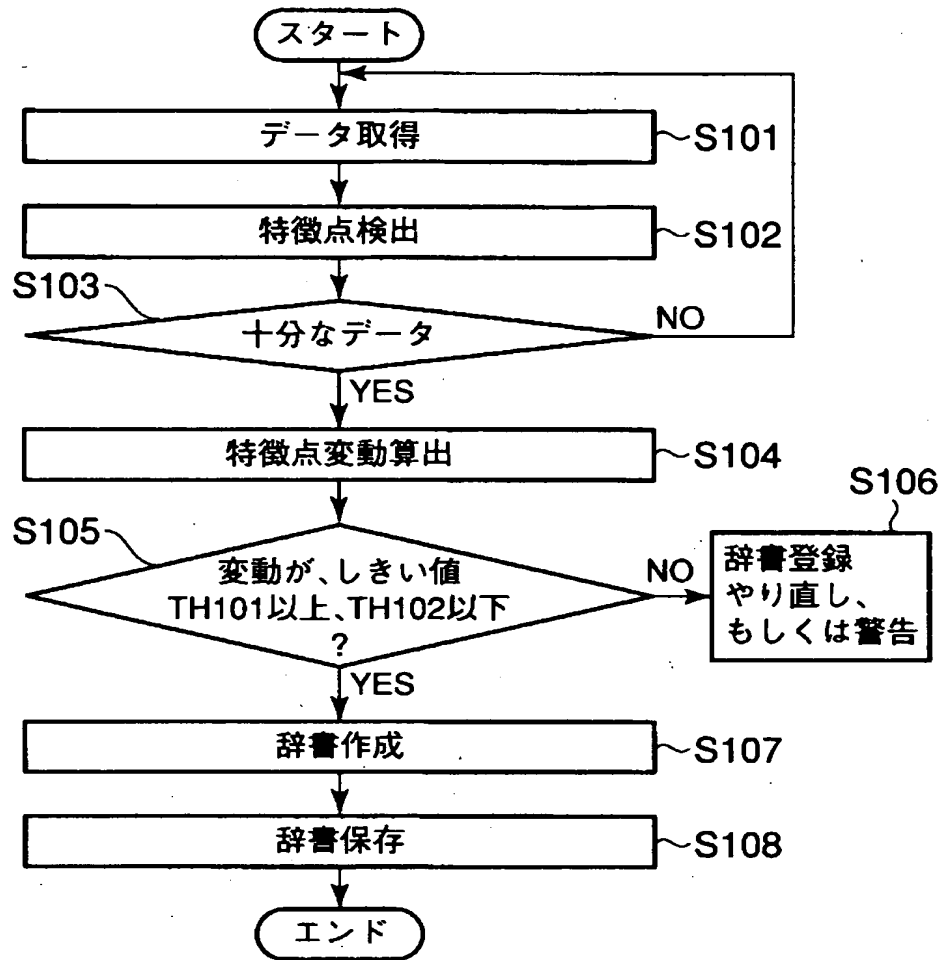 スタート
データ取得
S101
特徴点検出
S102
S103
十分なデータ
NO
YES
特徴点変動算出
S104
S106
S105
変動が、しきい値
TH101以上、TH102以下
?
NO
辞書登録
やり直し、
もしくは警告
YES
辞書作成
S107
辞書保存
S108
エンド